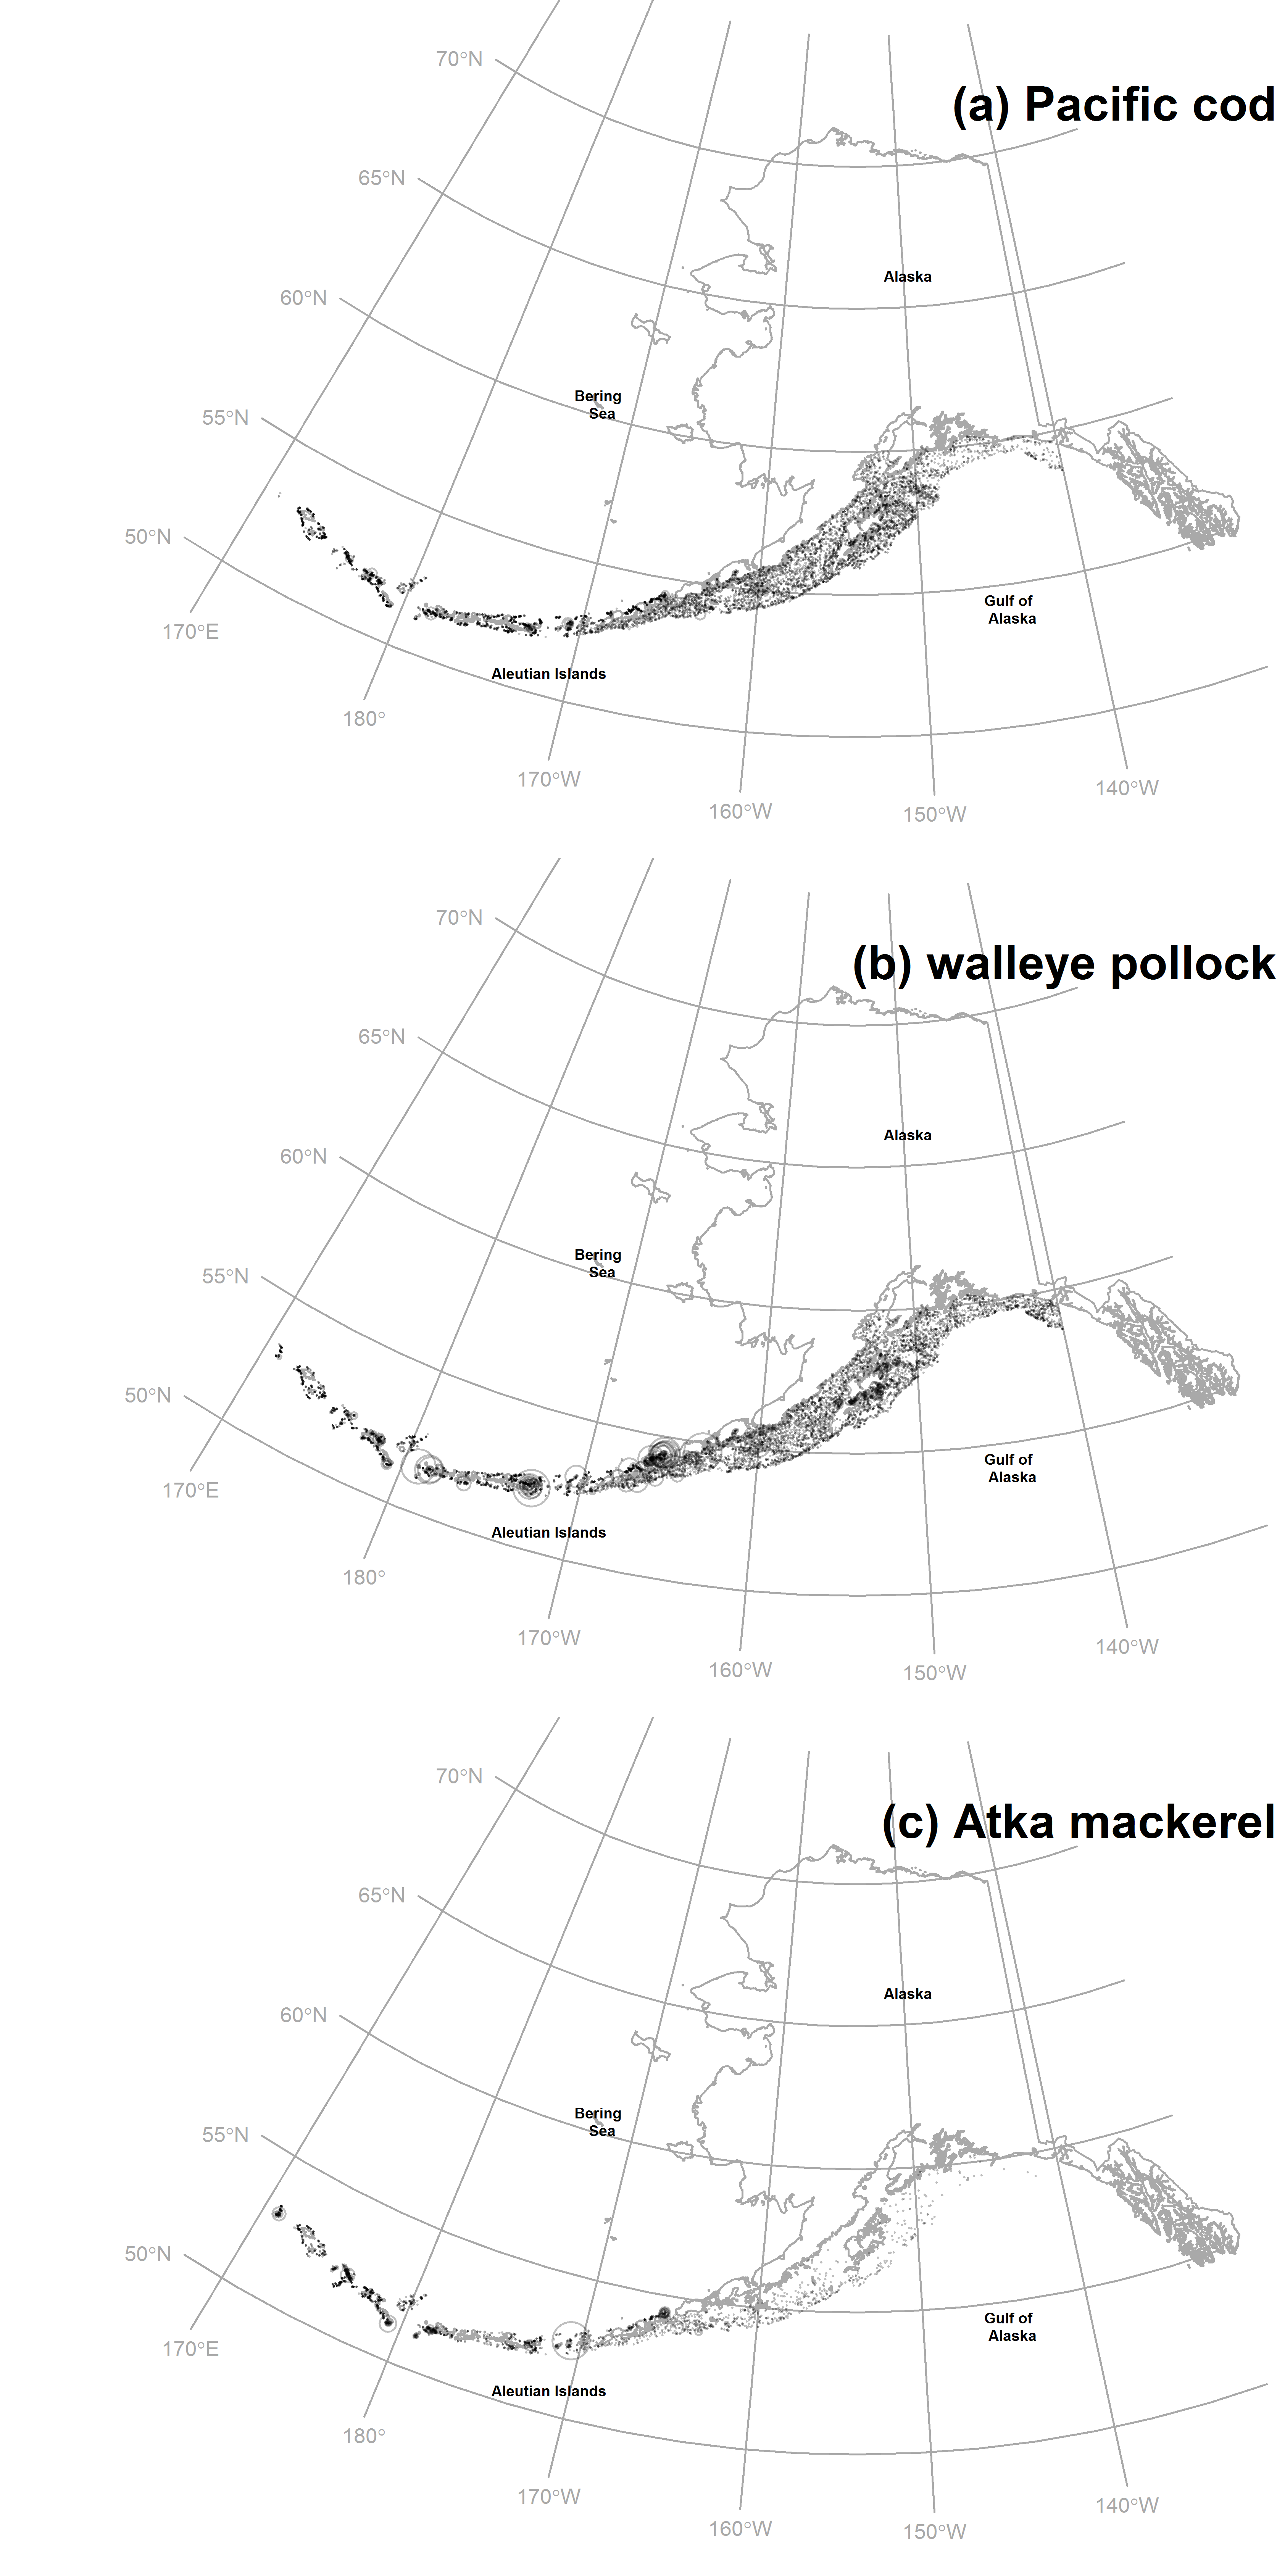 (a) Pacific cod
70°N
65°N
60°N
55°N
50°N
Alaska
Bering
Sea
Gulf of
Alaska
Aleutian Islands
170°E
180°
170°W
160°W
150°W
140°W
(b) walleye pollock
70°N
65°N
60°N
55°N
50°N
Alaska
Bering
Sea
Gulf of
Alaska
Aleutian Islands
170°E
180°
170°W
160°W
150°W
140°W
(c) Atka mackerel
70°N
65°N
60°N
55°N
50°N
Alaska
Bering
Sea
Gulf of
Alaska
Aleutian Islands
170°E
180°
170°W
160°W
150°W
140°W